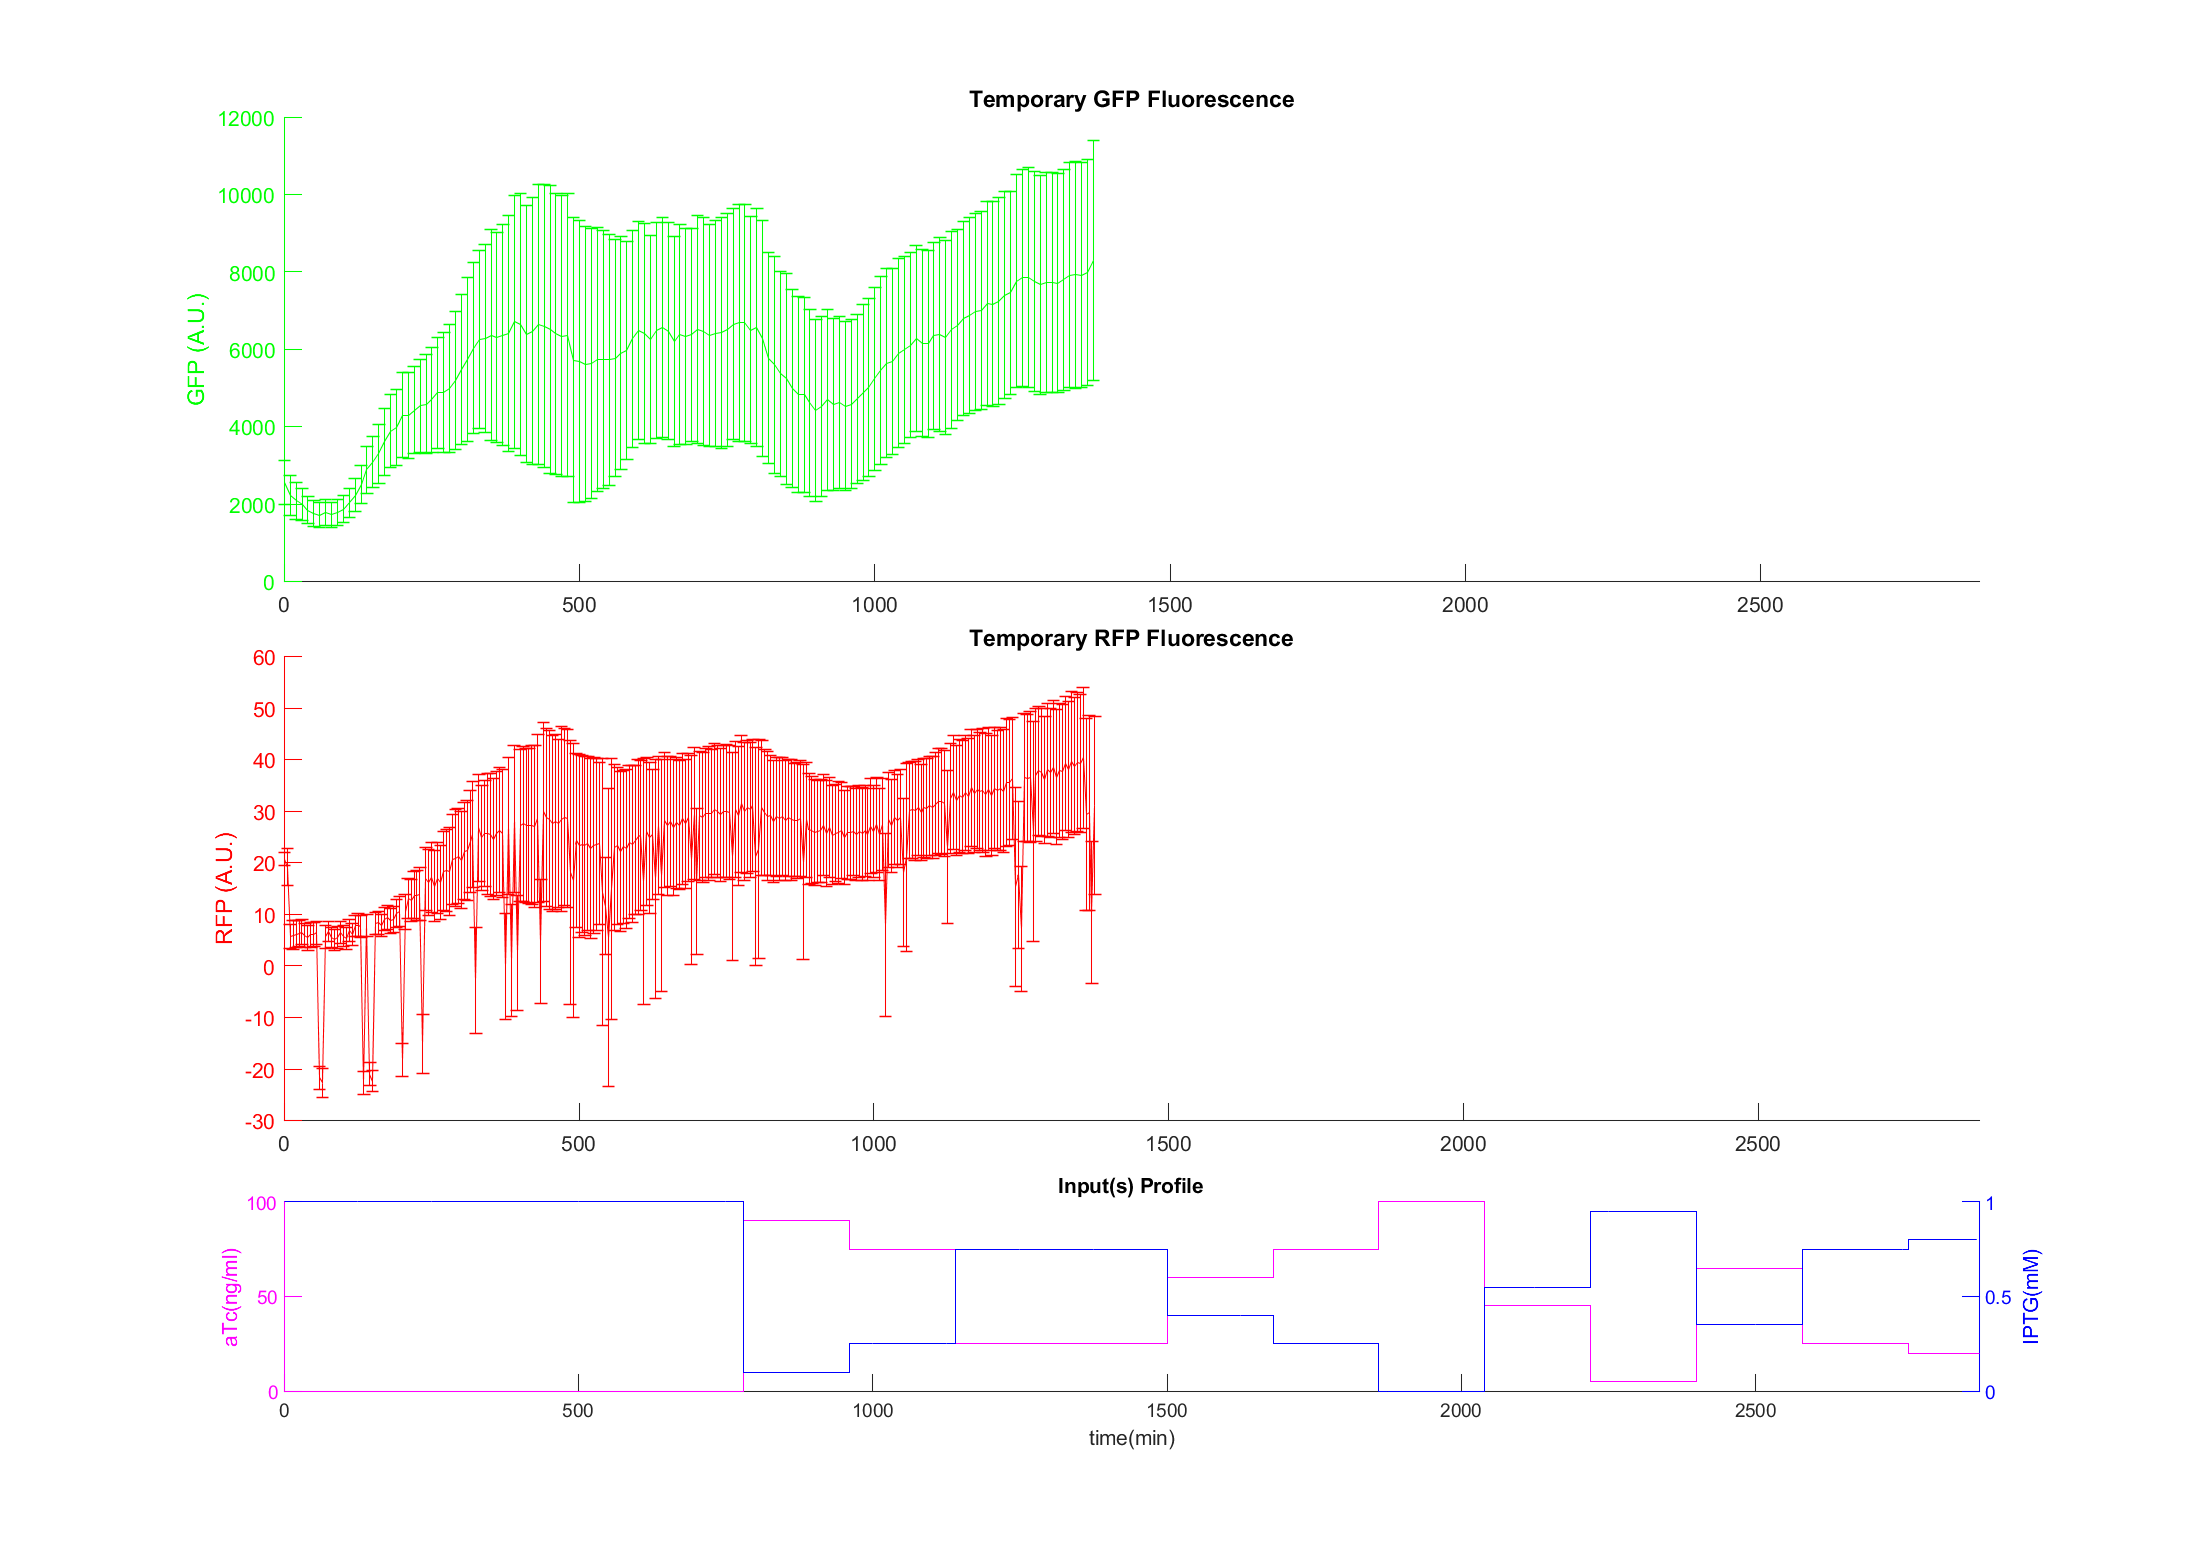 Temporary GFP Fluorescence
12000
10000
8000
6000
4000
2000
0
GFP (A.U.)
0 500 1000 1500 2000 2500
Temporary RFP Fluorescence
60
50
40
30
20
10
0
-10
-20
-30
RFP (A.U.)
0 500 1000 1500 2000 2500
Input(s) Profile
100
50
0
aTc(ng/ml)
1
0.5
0
IPTG(mM)
0 500 1000 1500 2000 2500
time(min)